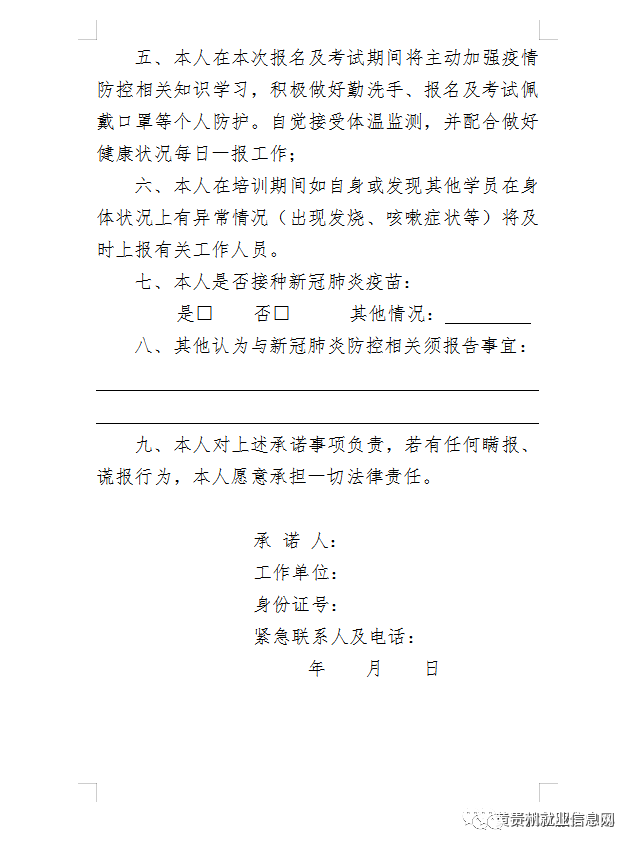 五、本人在本次报名及考试期间将主动加强疫情
防控相关知识学习，积极做好勤洗手、报名及考试佩
戴口罩等个人防护。自觉接受体温监测，并配合做好
健康状况每日一报工作；
六、本人在培训期间如自身或发现其他学员在身
体状况上有异常情况（出现发烧、咳嗽症状等）将及
时上报有关工作人员。
七、本人是否接种新冠肺炎疫苗：
是□ 否□ 其他情况：
八、其他认为与新冠肺炎防控相关须报告事宜：
九、本人对上述承诺事项负责，若有任何瞒报、
谎报行为，本人愿意承担一切法律责任。
承 诺 人：
工作单位：
身份证号：
紧急联系人及电话：
年 月 日
贵州就业信息网